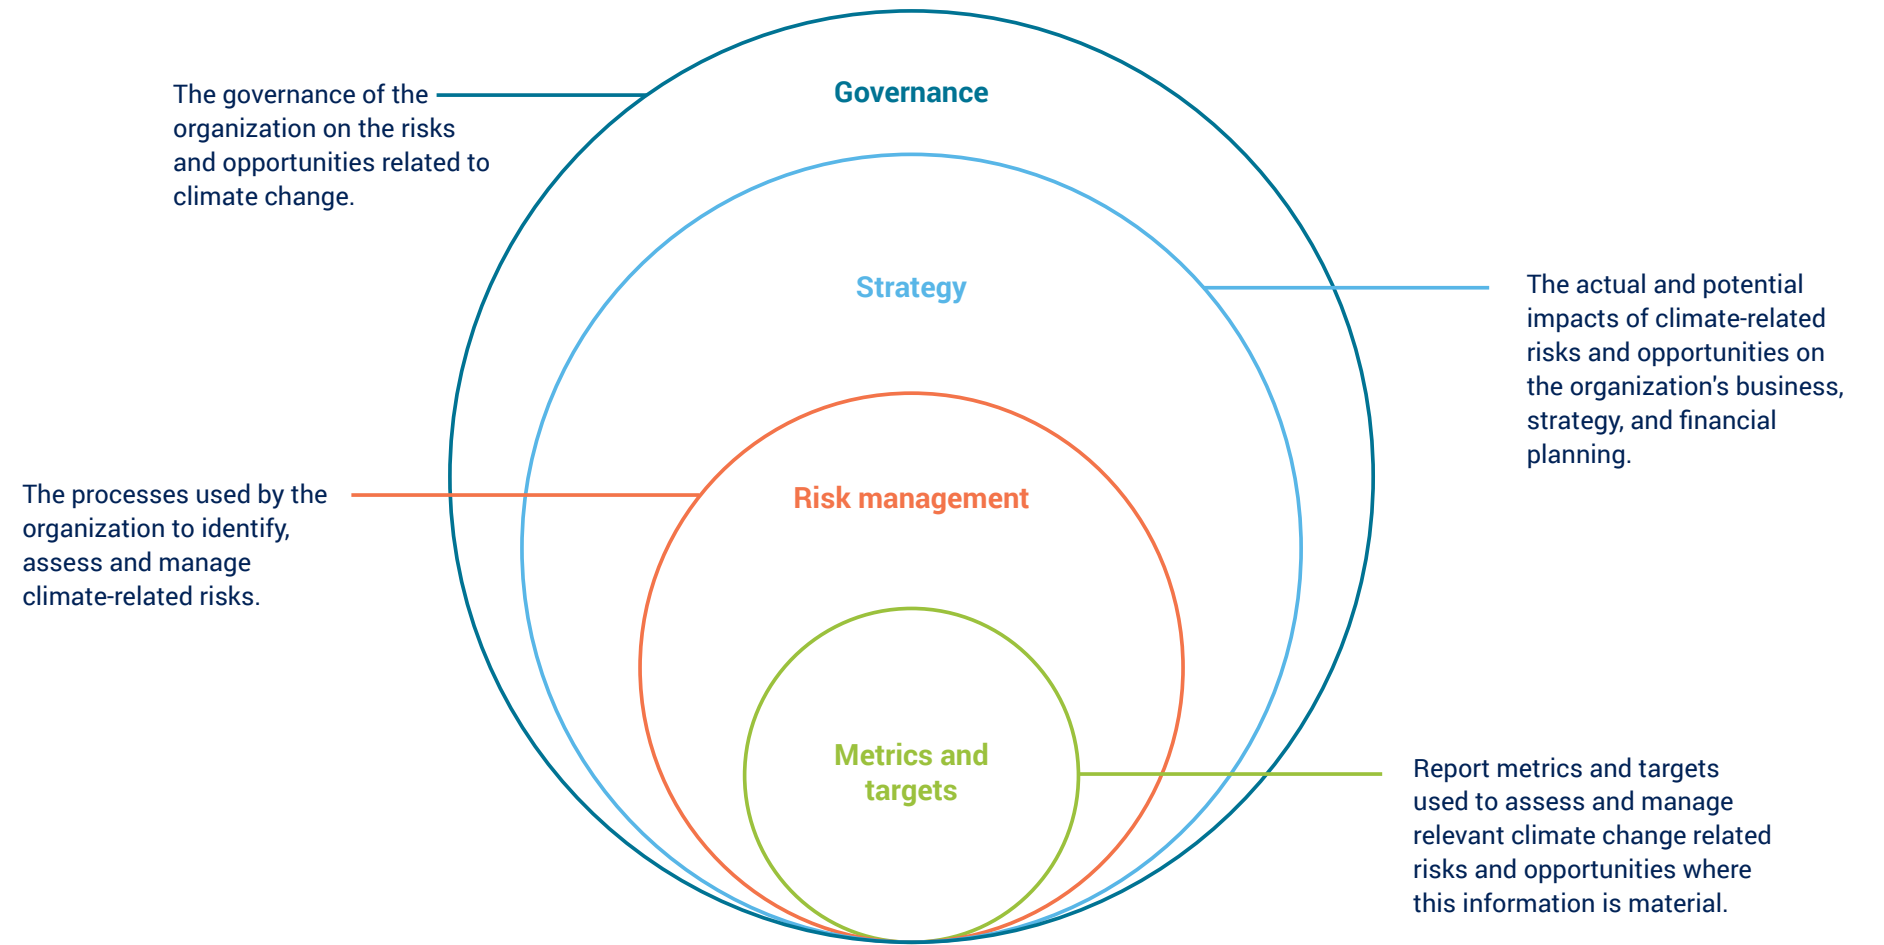 Governance
The governance of the
organization on the risks
and opportunities related to
climate change.
Strategy
The actual and potential
impacts of climate-related
risks and opportunities on
the organization's business,
strategy, and financial
planning.
Risk management
The processes used by the
organization to identify,
assess and manage
climate-related risks.
Metrics and
targets
Report metrics and targets
used to assess and manage
relevant climate change related
risks and opportunities where
this information is material.